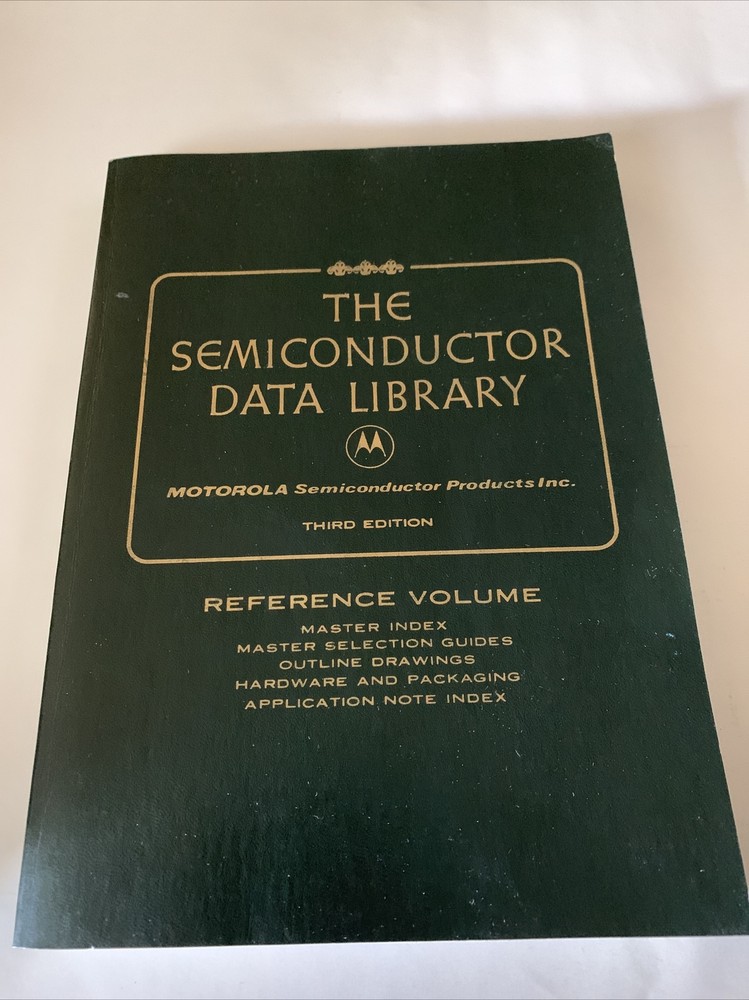 THE
SEMICONDUCTOR
DATA LIBRARY
MOTOROLA Semiconductor Products Inc.
THIRD EDITION
REFERENCE VOLUME
MASTER INDEX
MASTER SELECTION GUIDES
OUTLINE DRAWINGS
HARDWARE AND PACKAGING
APPLICATION NOTE INDEX